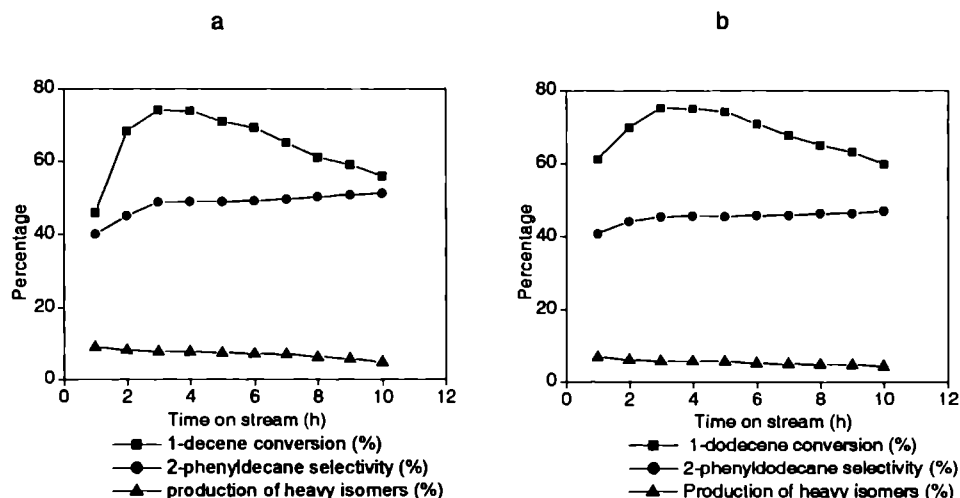 a
80
60
40
20
0
Percentage
0 2 4 6 8 10 12
Time on stream (h)
1-decene conversion (%)
2-phenyldecane selectivity (%)
production of heavy isomers (%)
b
80
60
40
20
0
Percentage
0 2 4 6 8 10 12
Time on stream (h)
1-dodecene conversion (%)
2-phenyldodecane selectivity (%)
Production of heavy isomers (%)